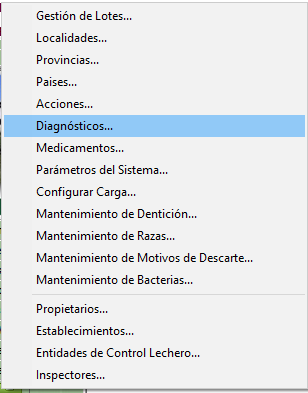 Gestión de Lotes...
Localidades...
Provincias...
Paises...
Acciones...
Diagnósticos...
Medicamentos...
Parámetros del Sistema...
Configurar Carga...
Mantenimiento de Dentición...
Mantenimiento de Razas...
Mantenimiento de Motivos de Descarte...
Mantenimiento de Bacterias...
Propietarios...
Establecimientos...
Entidades de Control Lechero...
Inspectores...